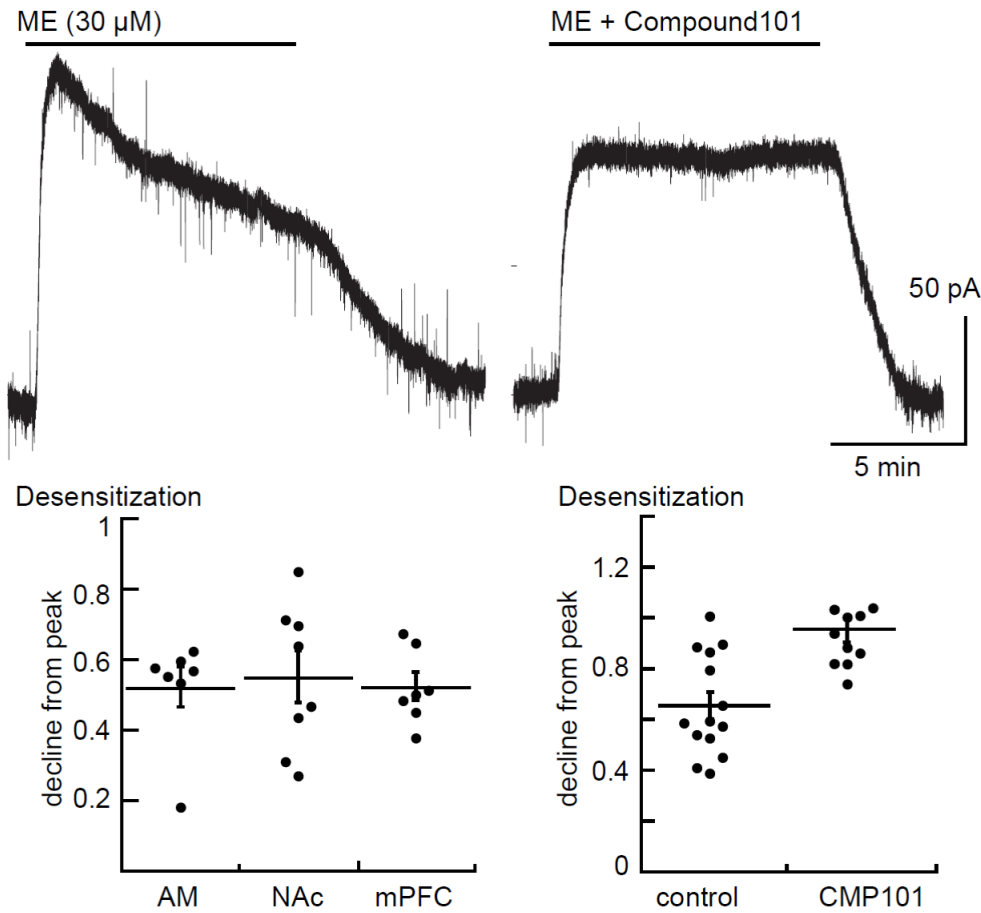 ME (30 µM)
ME + Compound101
50 pA
5 min
Desensitization
decline from peak
1
0.8
0.6
0.4
0.2
AM NAc mPFC
Desensitization
decline from peak
1.2
0.8
0.4
0
control CMP101